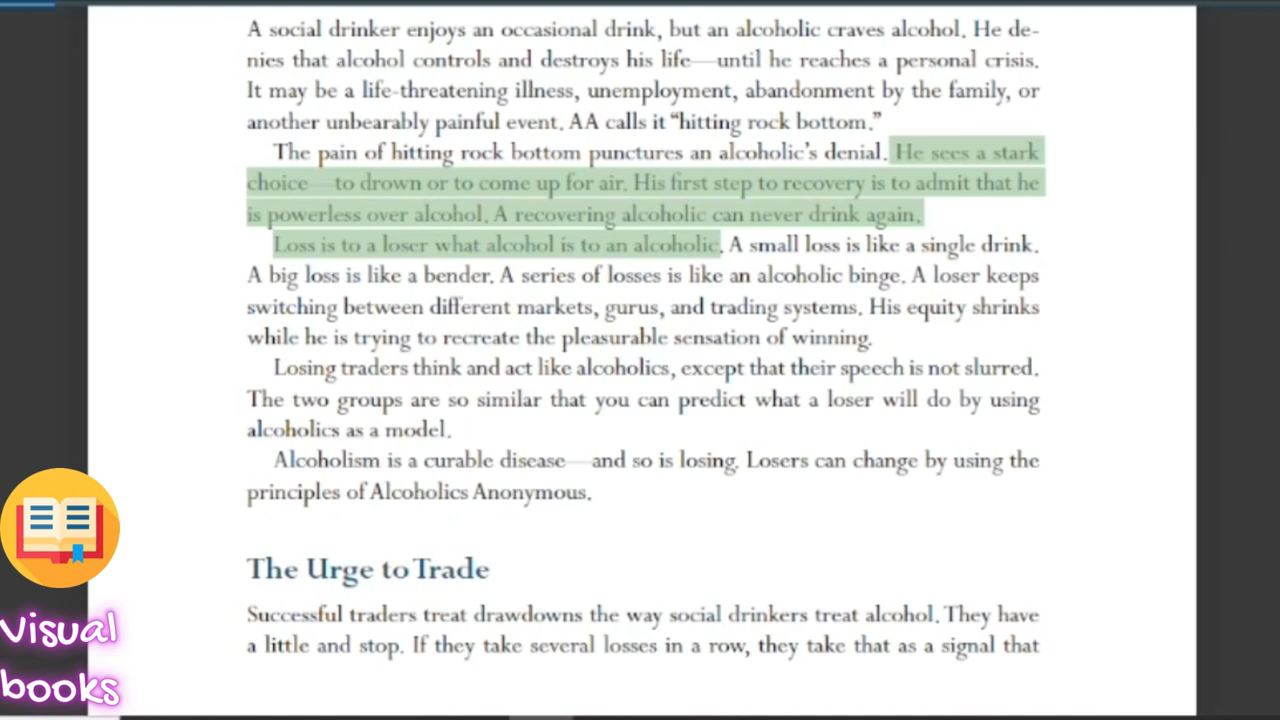 A social drinker enjoys an occasional drink, but an alcoholic craves alcohol. He de-
nies that alcohol controls and destroys his life—until he reaches a personal crisis.
It may be a life-threatening illness, unemployment, abandonment by the family, or
another unbearably painful event. AA calls it “hitting rock bottom.”
The pain of hitting rock bottom punctures an alcoholic’s denial. He sees a stark
choice—to drown or to come up for air. His first step to recovery is to admit that he
is powerless over alcohol. A recovering alcoholic can never drink again.
Loss is to a loser what alcohol is to an alcoholic. A small loss is like a single drink.
A big loss is like a bender. A series of losses is like an alcoholic binge. A loser keeps
switching between different markets, gurus, and trading systems. His equity shrinks
while he is trying to recreate the pleasurable sensation of winning.
Losing traders think and act like alcoholics, except that their speech is not slurred.
The two groups are so similar that you can predict what a loser will do by using
alcoholics as a model.
Alcoholism is a curable disease—and so is losing. Losers can change by using the
principles of Alcoholics Anonymous.
The Urge to Trade
Successful traders treat drawdowns the way social drinkers treat alcohol. They have
a little and stop. If they take several losses in a row, they take that as a signal that
Visual
books